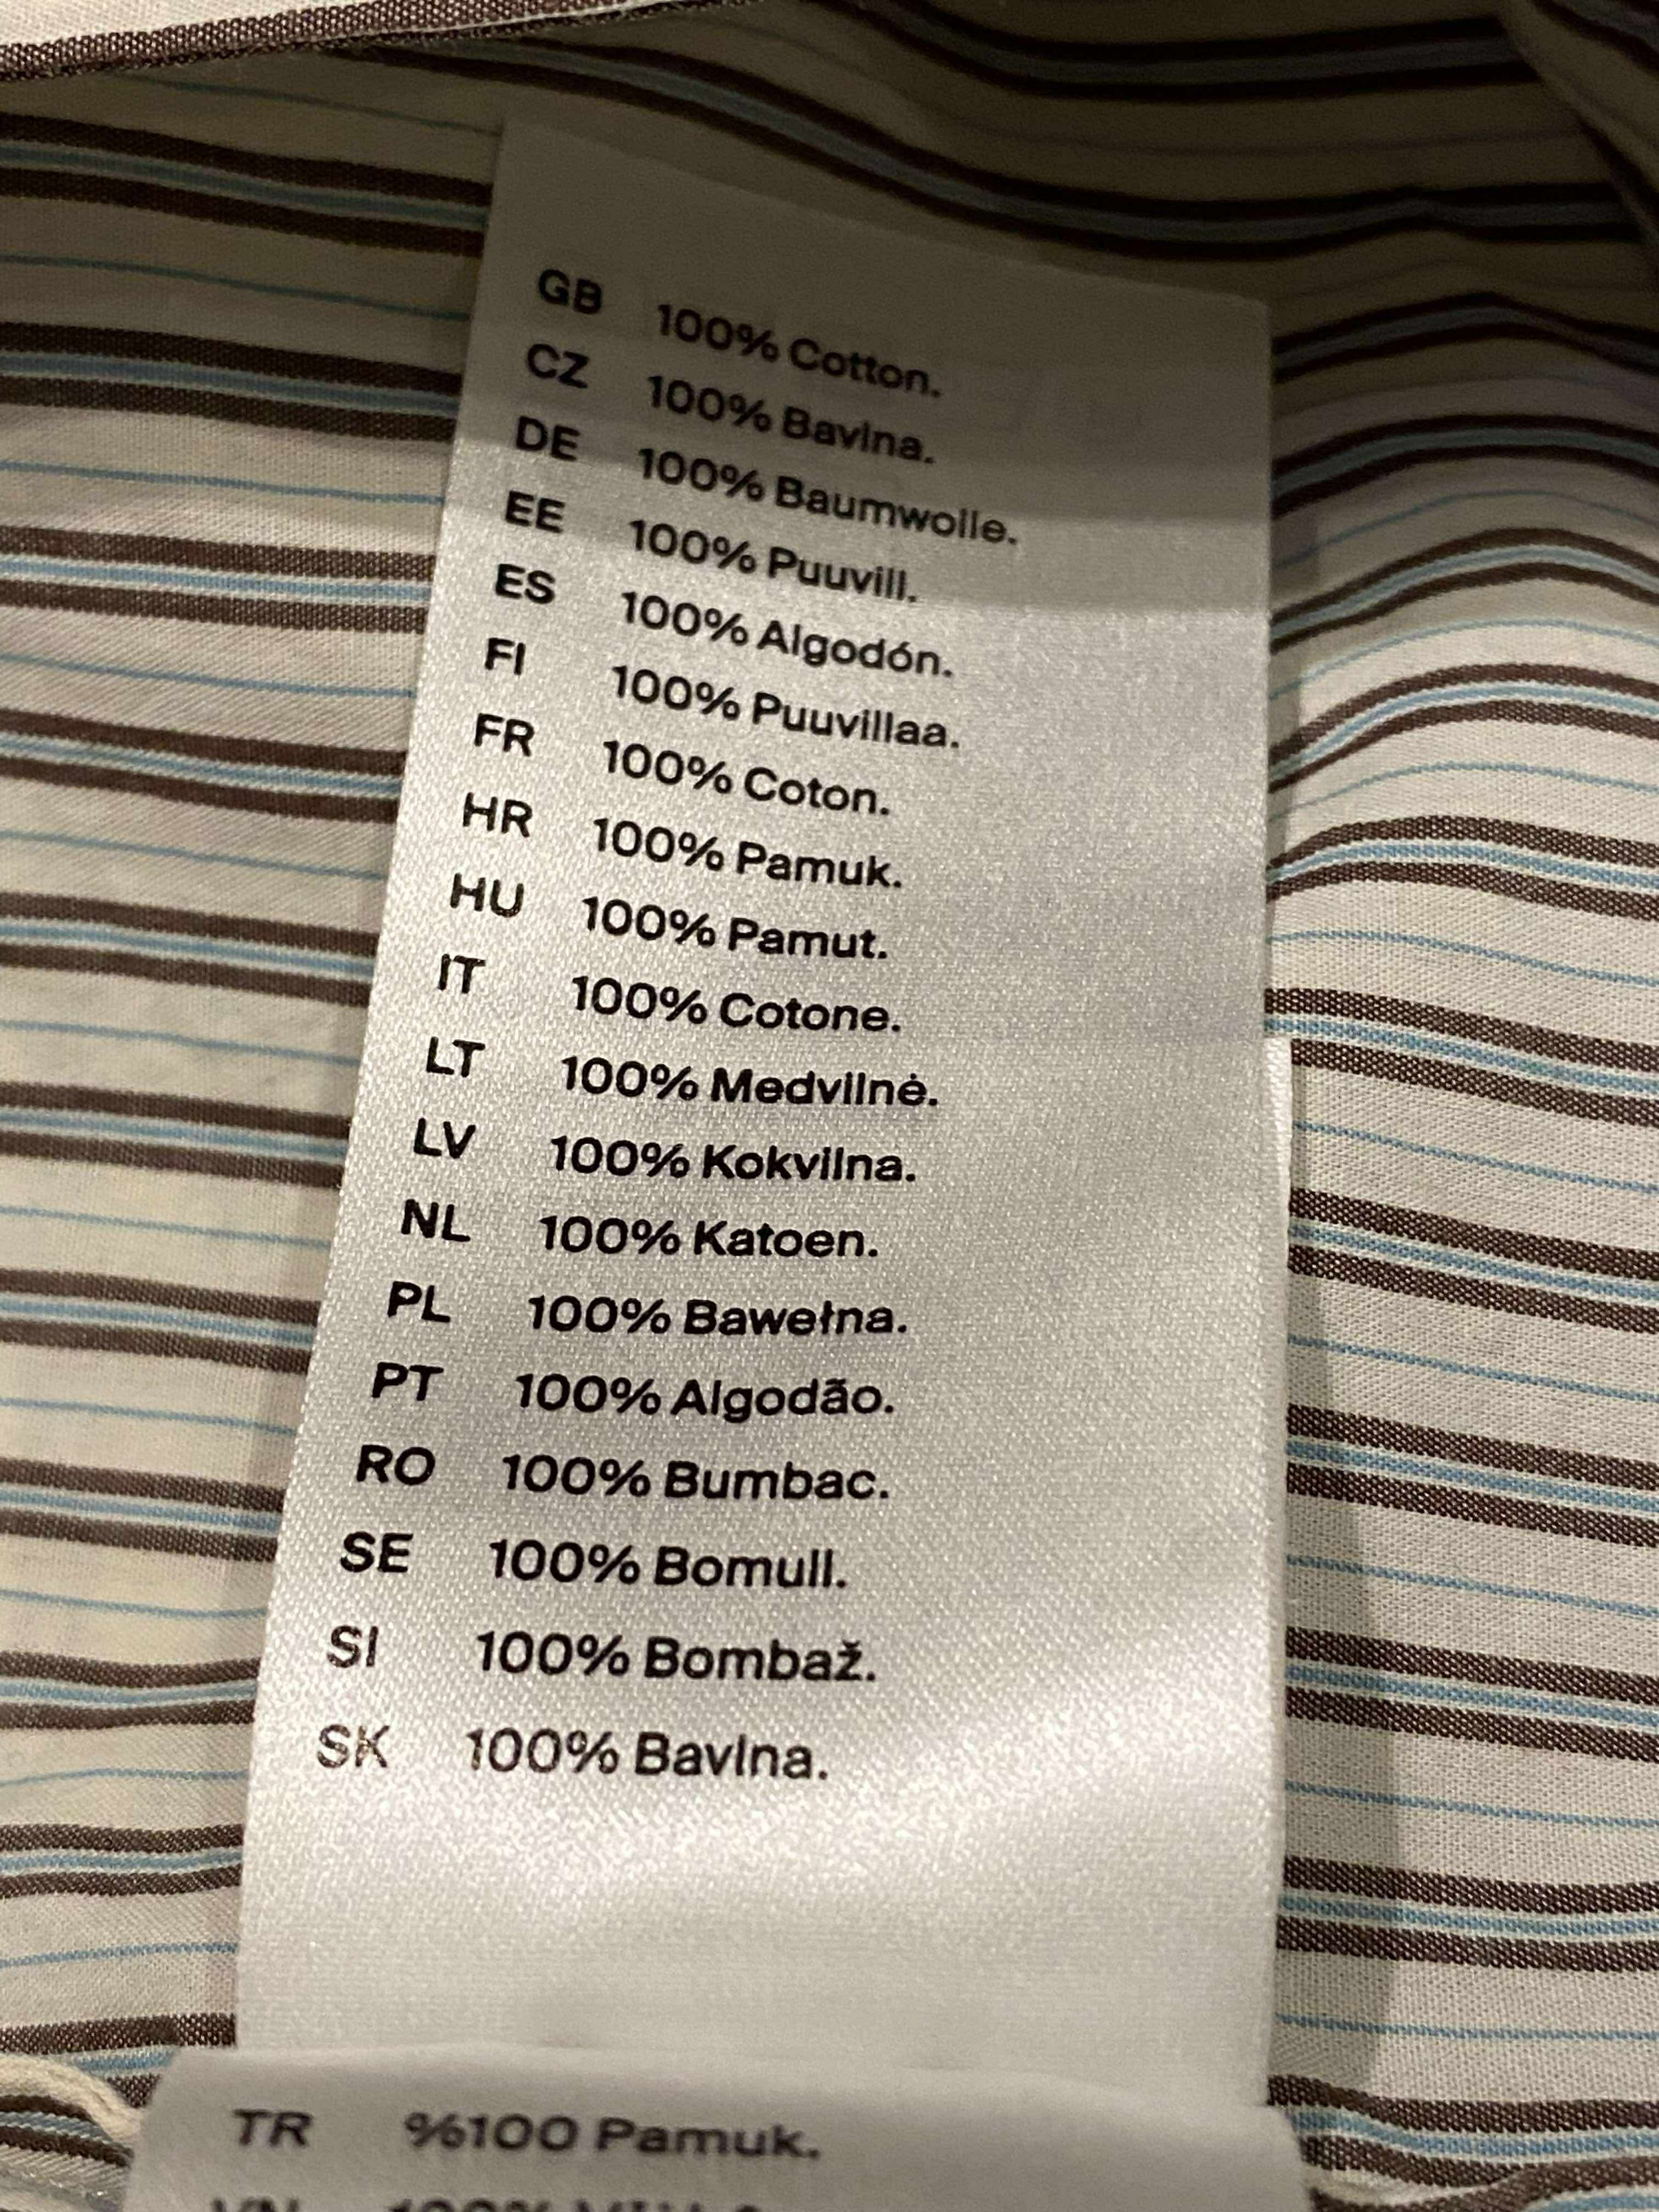 GB 100% Cotton.
CZ 100% Bavlna.
DE 100% Baumwolle.
EE 100% Puuvill.
ES 100% Algodón.
FI 100% Puuvillaa.
FR 100% Coton.
HR 100% Pamuk.
HU 100% Pamut.
IT 100% Cotone.
LT 100% Medvilnė.
LV 100% Kokvilna.
NL 100% Katoen.
PL 100% Bawełna.
PT 100% Algodão.
RO 100% Bumbac.
SE 100% Bomull.
SI 100% Bombaž.
SK 100% Bavlna.
TR %100 Pamuk.
VN 100%